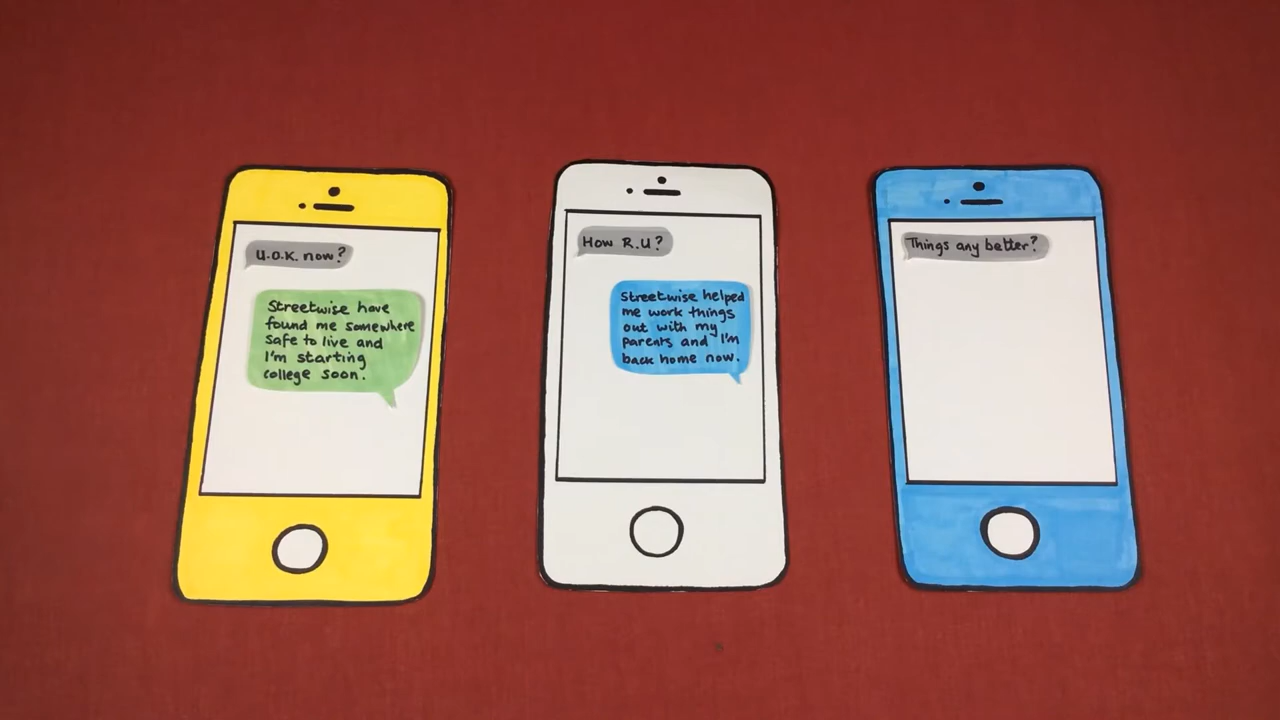 U.O.K. now?
Streetwise have
found me somewhere
safe to live and
I'm starting
college soon.
How R.U?
Streetwise helped
me work things
out with my
parents and I'm
back home now.
Things any better?